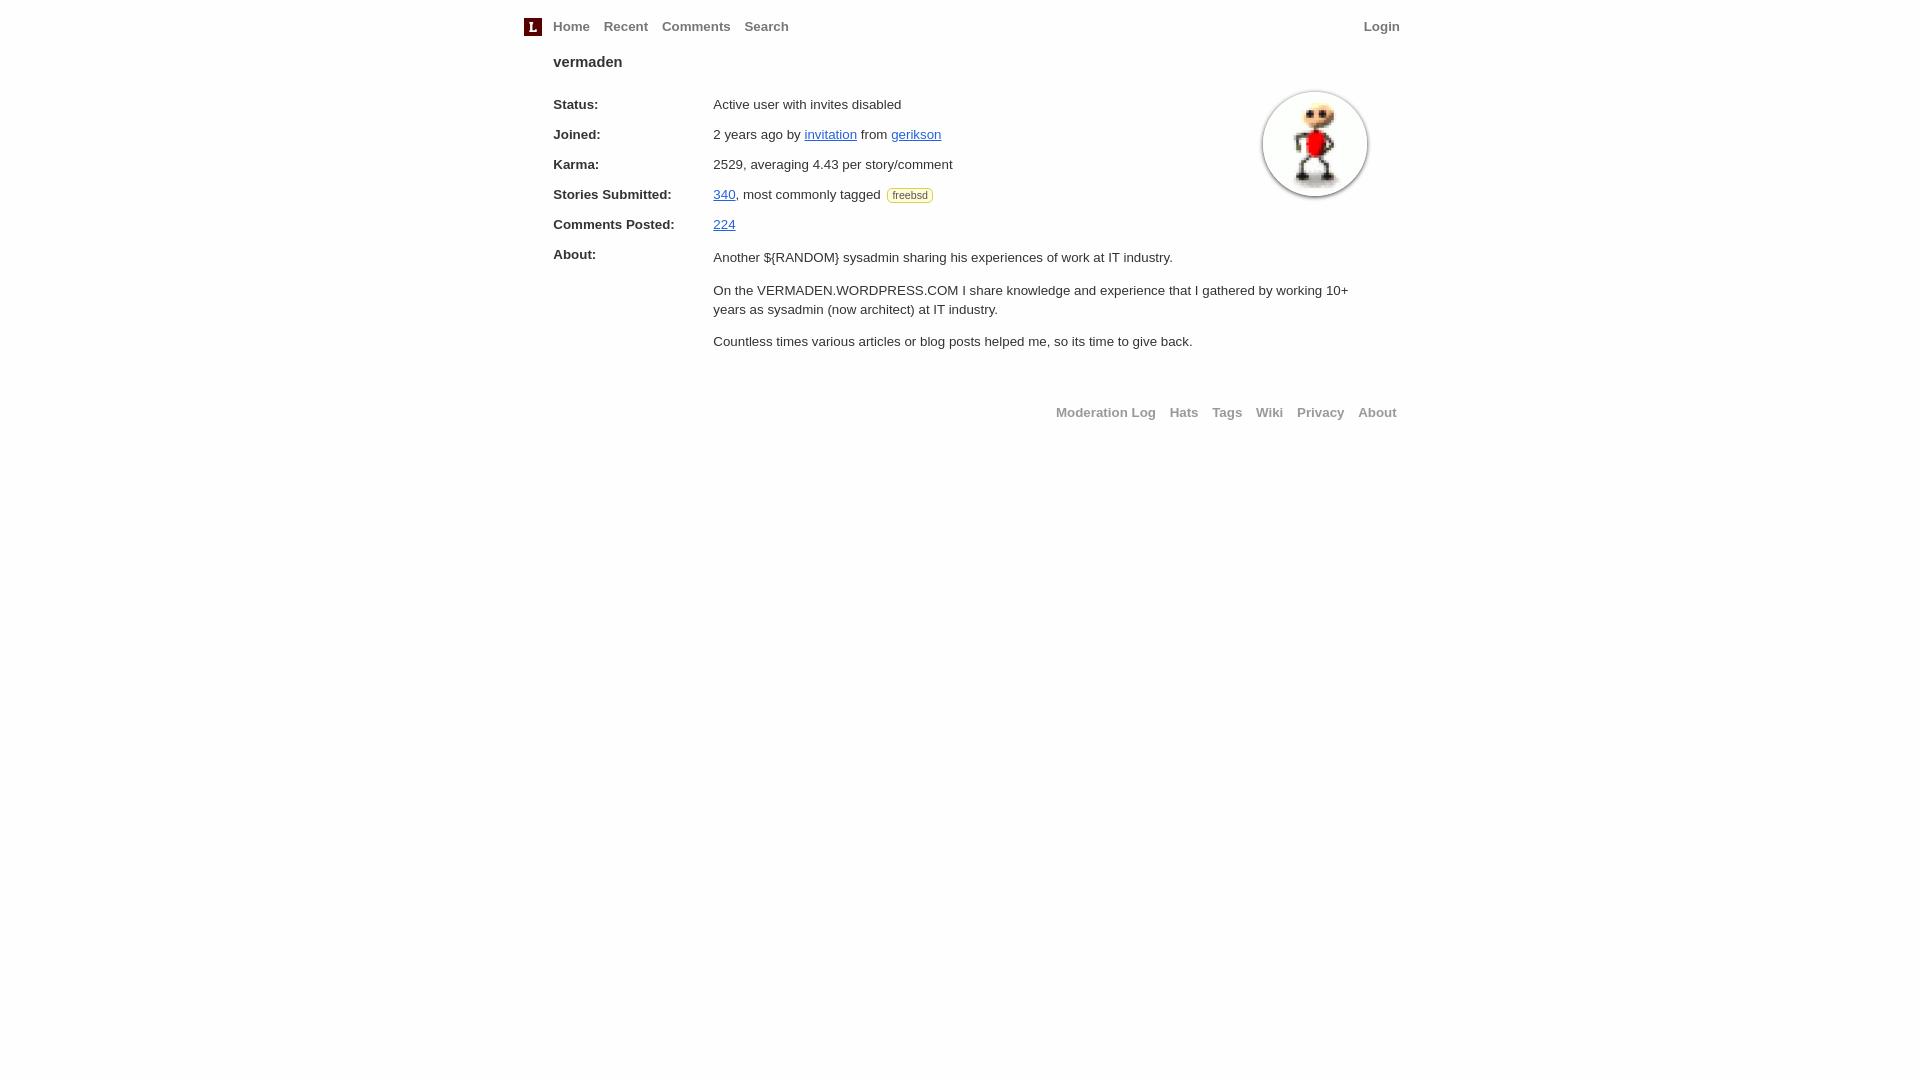 L Home Recent Comments Search Login
vermaden
Status: Active user with invites disabled
Joined: 2 years ago by invitation from gerikson
Karma: 2529, averaging 4.43 per story/comment
Stories Submitted: 340, most commonly tagged freebsd
Comments Posted: 224
About: Another ${RANDOM} sysadmin sharing his experiences of work at IT industry.
On the VERMADEN.WORDPRESS.COM I share knowledge and experience that I gathered by working 10+
years as sysadmin (now architect) at IT industry.
Countless times various articles or blog posts helped me, so its time to give back.
Moderation Log Hats Tags Wiki Privacy About